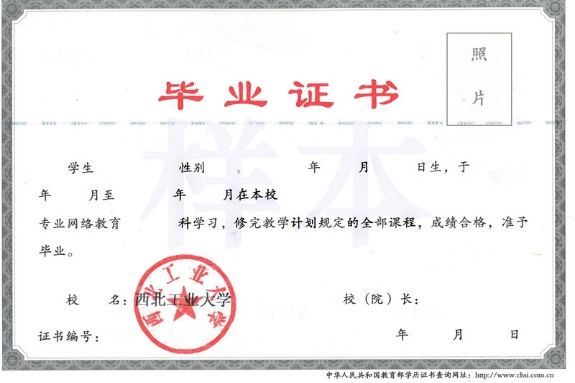 照
片
毕业证书
样本
学生 性别 , 年 月 日生，于
年 月至 年 月在本校
专业网络教育 科学习，修完教学计划规定的全部课程，成绩合格，准予
毕业。
西北工业大学
校 名：西北工业大学 校（院）长：
证书编号： 年 月 日
中华人民共和国教育部学历证书查询网址：http://www.chsi.com.cn